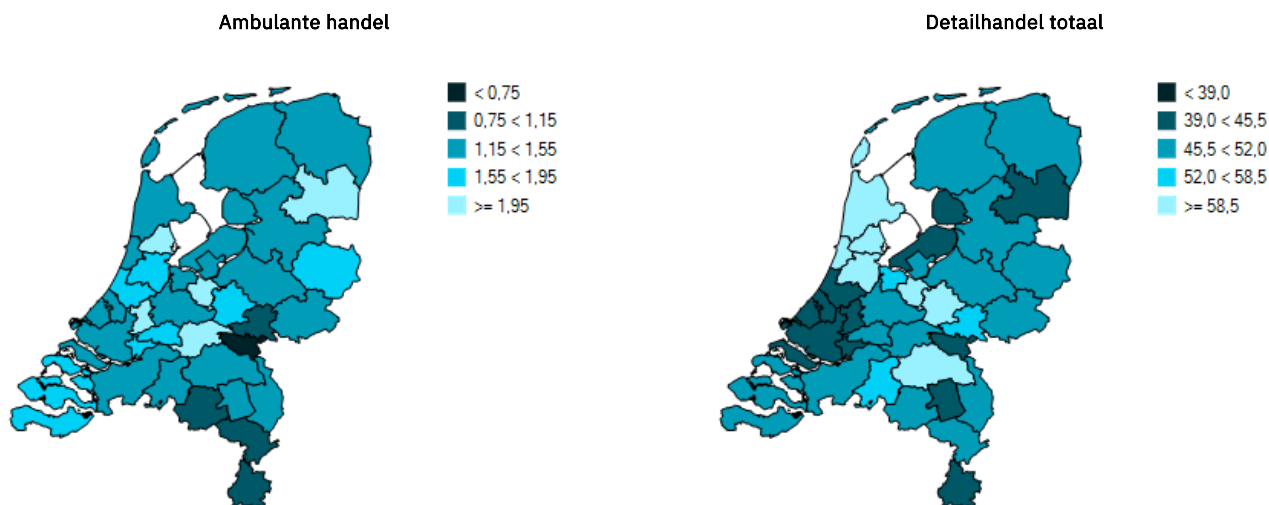 Ambulante handel
< 0,75
0,75 < 1,15
1,15 < 1,55
1,55 < 1,95
>= 1,95
Detailhandel totaal
< 39,0
39,0 < 45,5
45,5 < 52,0
52,0 < 58,5
>= 58,5